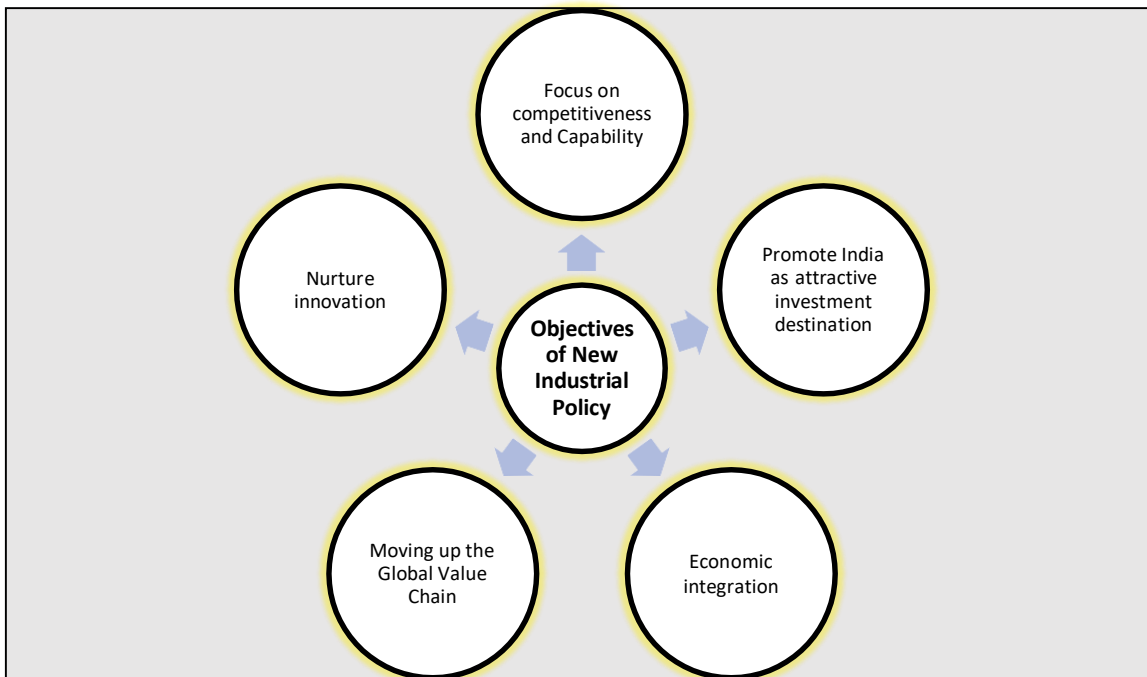 Focus on
competitiveness
and Capability
Promote India
as attractive
investment
destination
Economic
integration
Moving up the
Global Value
Chain
Nurture
innovation
Objectives
of New
Industrial
Policy